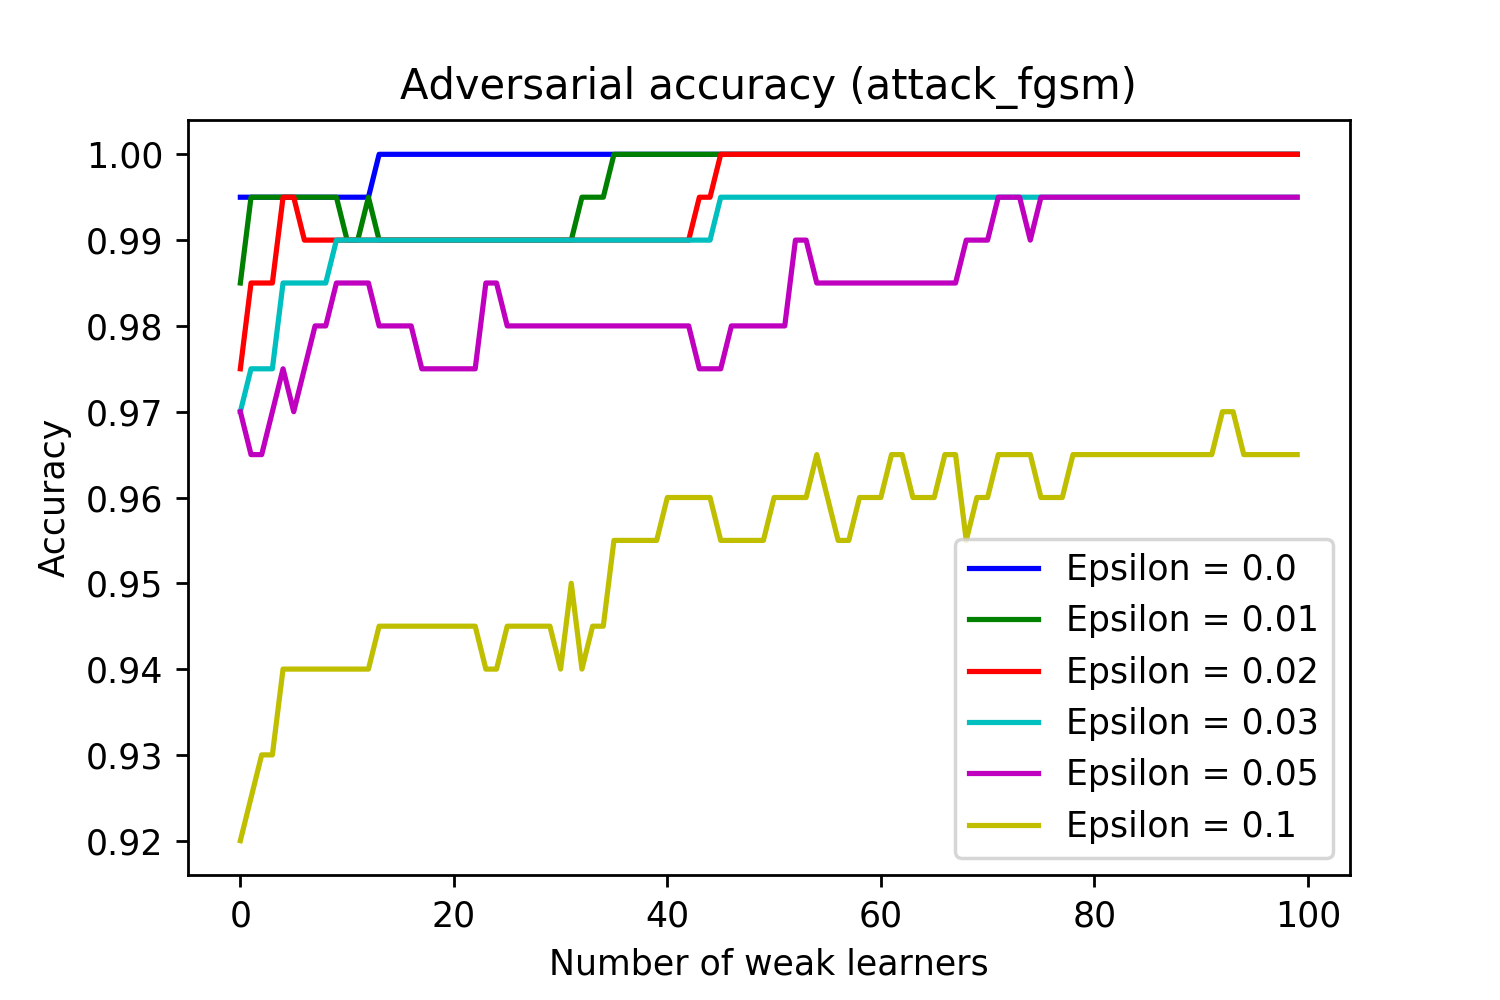 Adversarial accuracy (attack_fgsm)
1.00
0.99
0.98
0.97
0.96
0.95
0.94
0.93
0.92
Accuracy
0 20 40 60 80 100
Number of weak learners
Epsilon = 0.0
Epsilon = 0.01
Epsilon = 0.02
Epsilon = 0.03
Epsilon = 0.05
Epsilon = 0.1